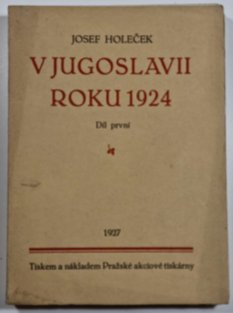 JOSEF HOLEČEK
V JUGOSLAVII
ROKU 1924
Díl první
1927
Tiskem a nákladem Pražské akciové tiskárny